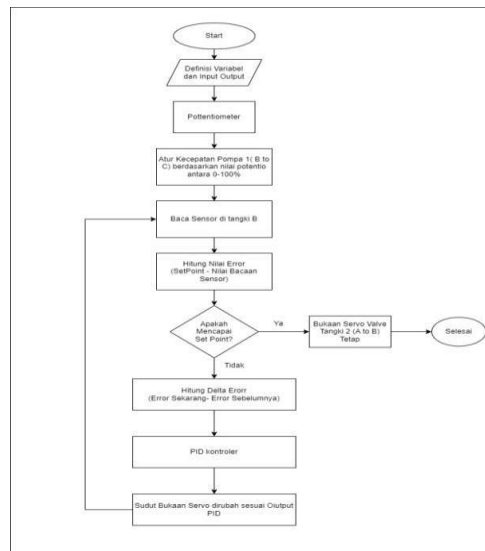 Start
Definisi Variabel
dan Input Output
Pottentiometer
Atur Kecepatan Pompa 1( B to
C) berdasarkan nilai potentio
antara 0-100%
Baca Sensor di tangki B
Hitung Nilai Error
(SetPoint - Nilai Bacaan
Sensor)
Apakah
Mencapai
Set Point?
Ya
Bukaan Servo Valve
Tangki 2 (A to B)
Tetap
Selesai
Tidak
Hitung Delta Erorr
(Error Sekarang- Error Sebelumnya)
PID kontroler
Sudut Bukaan Servo dirubah sesuai Oiutput
PID